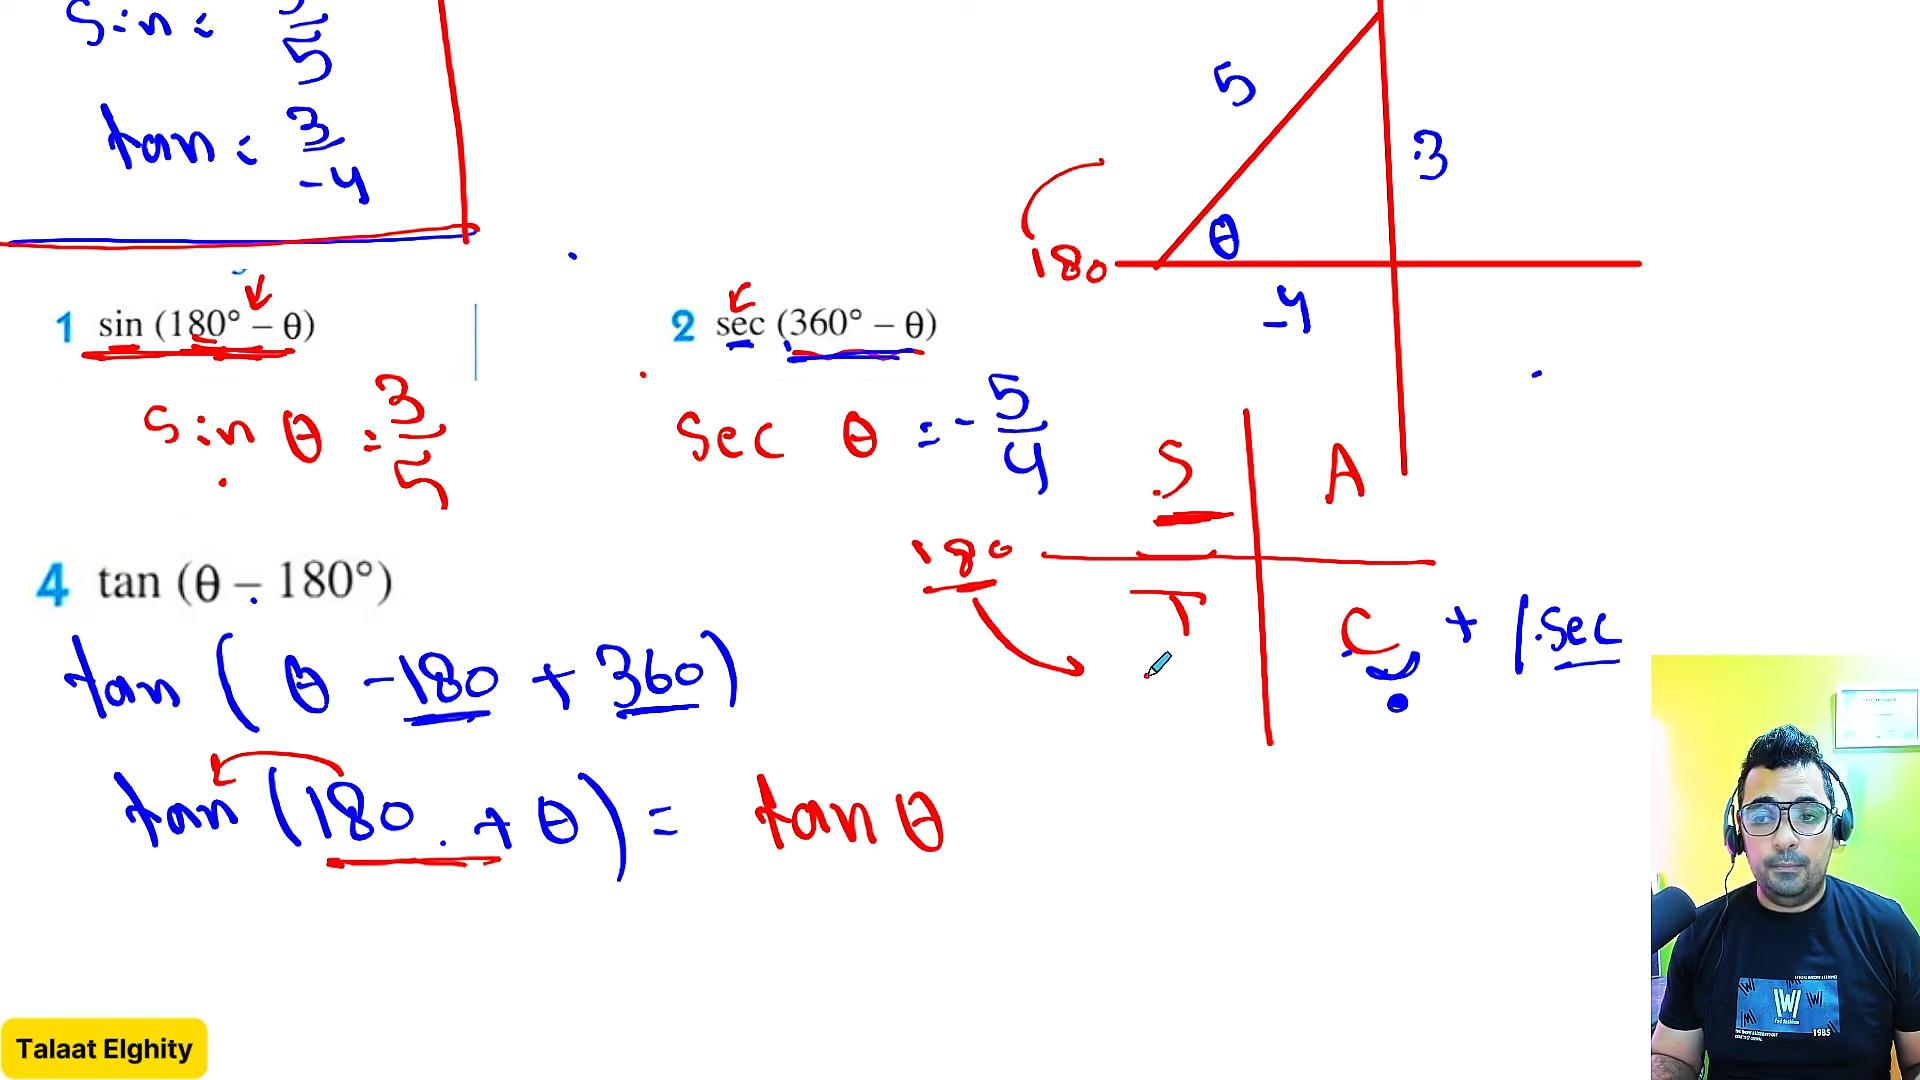 sin = 3/5
tan = 3/-4
5
3
θ
180
-4
1 sin (180° – θ)
2 sec (360° – θ)
sin θ = 3/5
sec θ = - 5/4
S A
180
T C + / sec
4 tan (θ – 180°)
tan ( θ - 180 + 360 )
tan (180 + θ) = tan θ
1985
Talaat Elghity